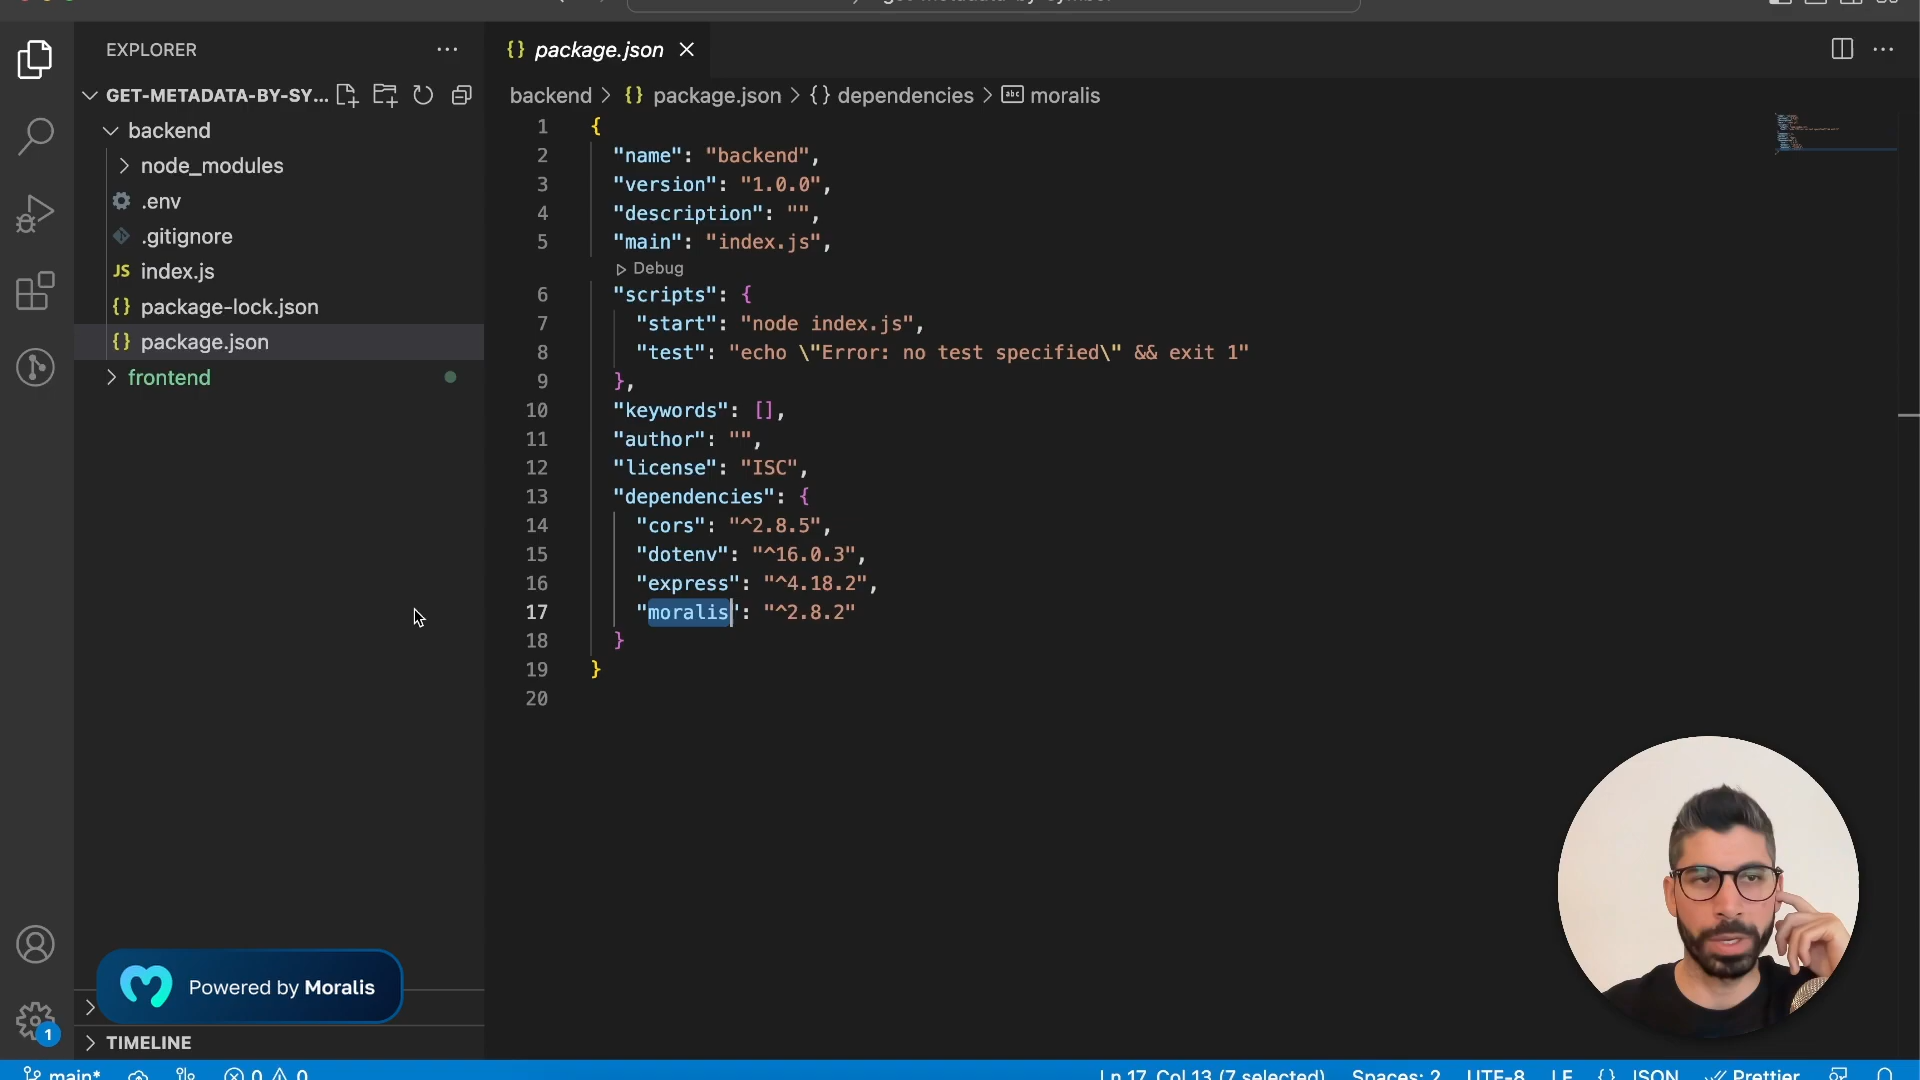 EXPLORER
GET-METADATA-BY-SY...
backend
node_modules
.env
.gitignore
JS index.js
{} package-lock.json
{} package.json
frontend
{} package.json
backend > {} package.json > {} dependencies > abc moralis
1 {
2 "name": "backend",
3 "version": "1.0.0",
4 "description": "",
5 "main": "index.js",
Debug
6 "scripts": {
7 "start": "node index.js",
8 "test": "echo \"Error: no test specified\" && exit 1"
9 },
10 "keywords": [],
11 "author": "",
12 "license": "ISC",
13 "dependencies": {
14 "cors": "^2.8.5",
15 "dotenv": "^16.0.3",
16 "express": "^4.18.2",
17 "moralis": "^2.8.2"
18 }
19 }
20
Powered by Moralis
1
TIMELINE
main* 0 0 Ln 17, Col 13 (7 selected) Spaces: 2 UTF-8 LF {} JSON Prettier